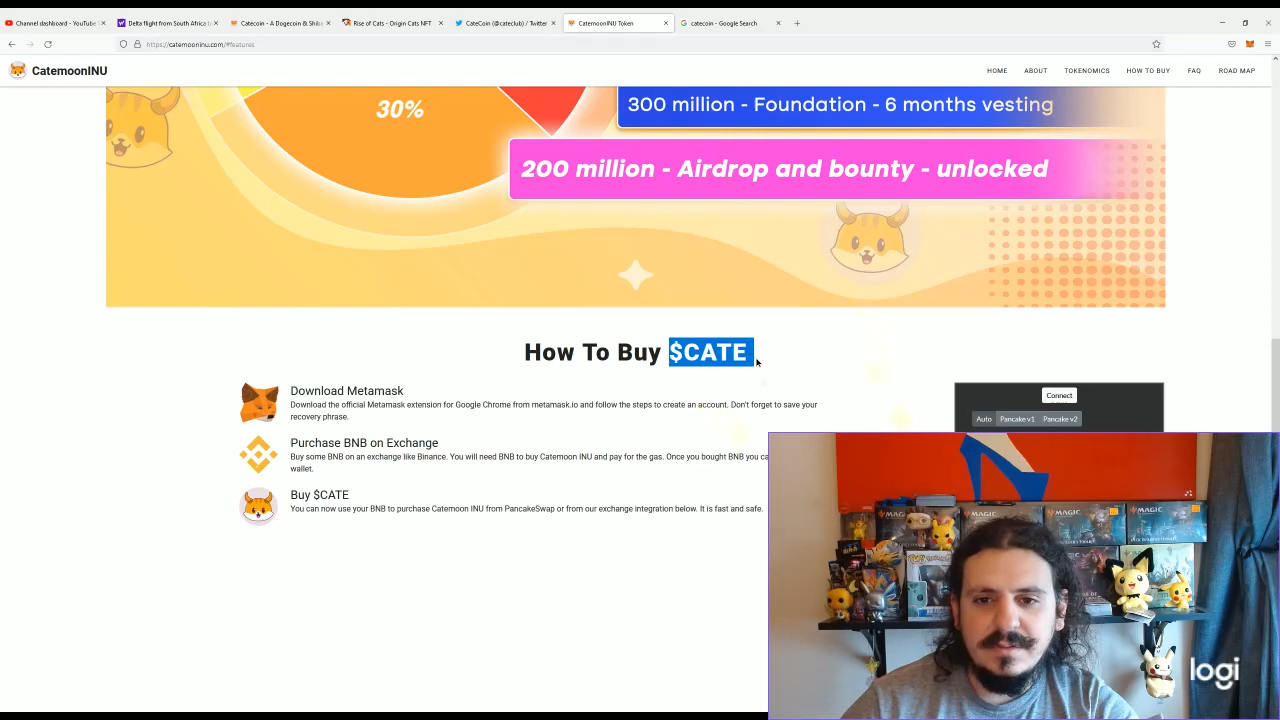 Channel dashboard - YouTube S
Delta flight from South Africa t
Catecoin - A Dogecoin & Shib
Rise of Cats - Origin Cats NFT
CateCoin (@cateclub) / Twitter
CatemoonINU Token
catecoin - Google Search
https://catemooninu.com/#features
CatemoonINU
HOME
ABOUT
TOKENOMICS
HOW TO BUY
FAQ
ROAD MAP
30%
300 million - Foundation - 6 months vesting
200 million - Airdrop and bounty - unlocked
How To Buy $CATE
Download Metamask
Download the official Metamask extension for Google Chrome from metamask.io and follow the steps to create an account. Don't forget to save your
recovery phrase.
Purchase BNB on Exchange
Buy some BNB on an exchange like Binance. You will need BNB to buy Catemoon INU and pay for the gas. Once you bought BNB you ca
wallet.
Buy $CATE
You can now use your BNB to purchase Catemoon INU from PancakeSwap or from our exchange integration below. It is fast and safe.
Connect
Auto
Pancake v1
Pancake v2
MAGIC
MAGIC
MAGIC
MAGIC
logi